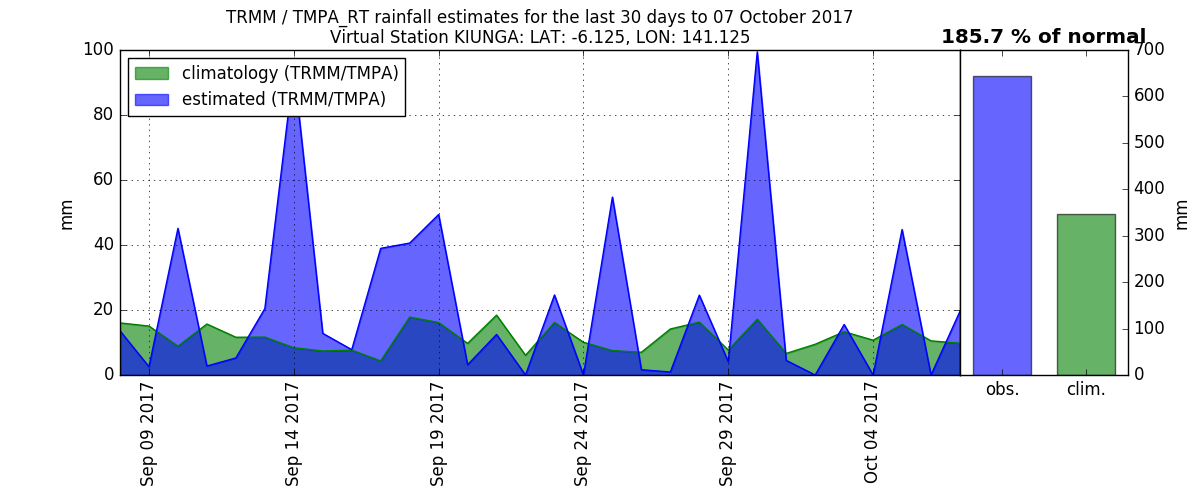 TRMM / TMPA_RT rainfall estimates for the last 30 days to 07 October 2017
Virtual Station KIUNGA: LAT: -6.125, LON: 141.125
185.7 % of normal
climatology (TRMM/TMPA)
estimated (TRMM/TMPA)
100
80
60
40
20
0
mm
700
600
500
400
300
200
100
0
mm
Sep 09 2017
Sep 14 2017
Sep 19 2017
Sep 24 2017
Sep 29 2017
Oct 04 2017
obs.
clim.